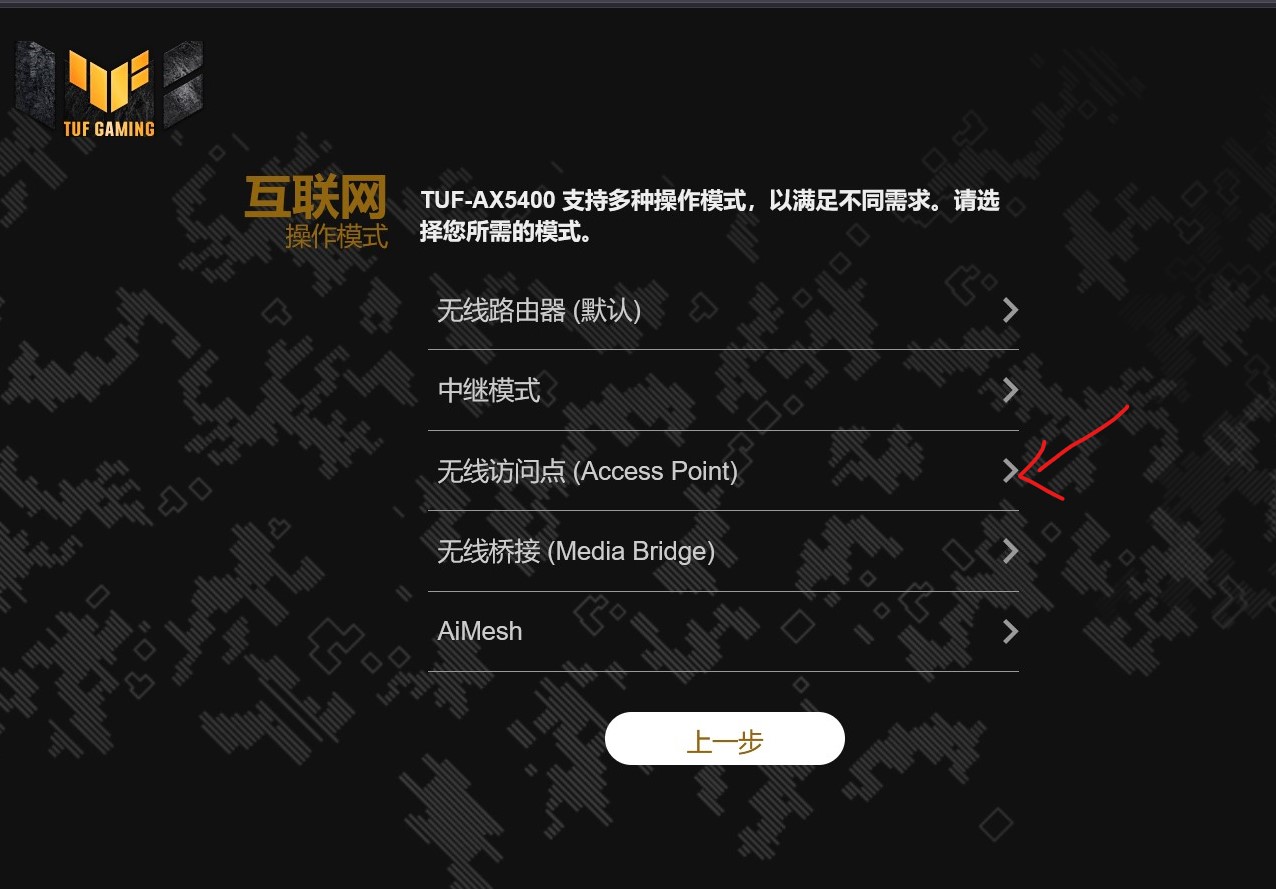 TUF GAMING
互联网
操作模式
TUF-AX5400 支持多种操作模式，以满足不同需求。请选
择您所需的模式。
无线路由器 (默认)
中继模式
无线访问点 (Access Point)
无线桥接 (Media Bridge)
AiMesh
上一步